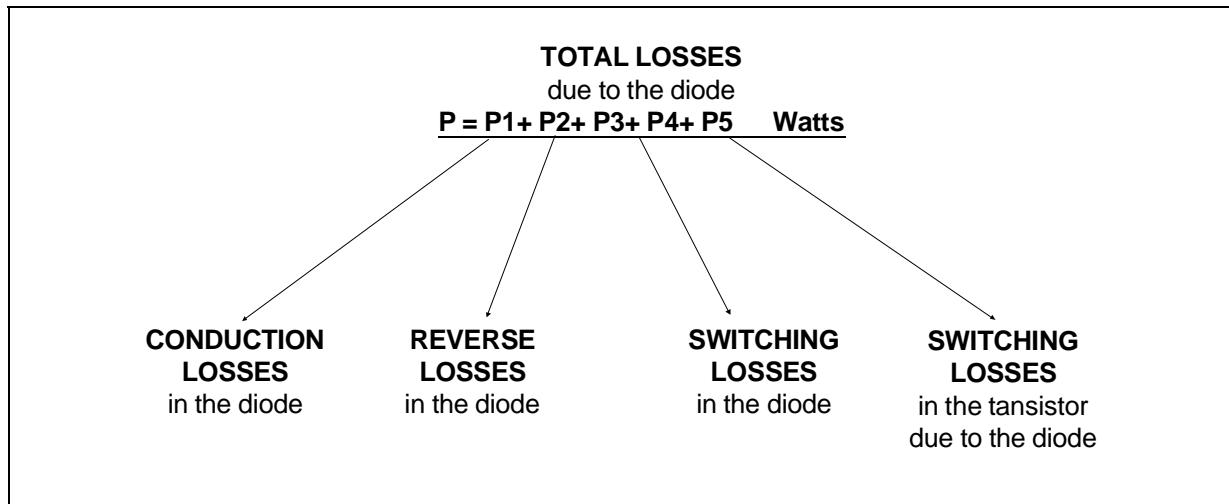 TOTAL LOSSES
due to the diode
P = P1+ P2+ P3+ P4+ P5 Watts
CONDUCTION
LOSSES
in the diode
REVERSE
LOSSES
in the diode
SWITCHING
LOSSES
in the diode
SWITCHING
LOSSES
in the tansistor
due to the diode